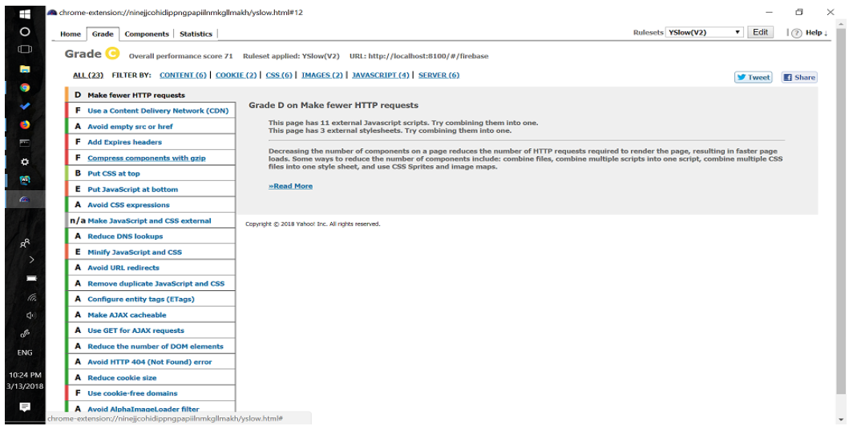 chrome-extension://ninejjcohidippngpapiilnmkgllmakh/yslow.html#12
Home Grade Components Statistics
Rulesets YSlow(V2) Edit ? Help ↓
Grade C Overall performance score 71 Ruleset applied: YSlow(V2) URL: http://localhost:8100/#/firebase
ALL (23) FILTER BY: CONTENT (6) | COOKIE (2) | CSS (6) | IMAGES (2) | JAVASCRIPT (4) | SERVER (6)
Tweet Share
D Make fewer HTTP requests
F Use a Content Delivery Network (CDN)
A Avoid empty src or href
F Add Expires headers
F Compress components with gzip
B Put CSS at top
E Put JavaScript at bottom
A Avoid CSS expressions
n/a Make JavaScript and CSS external
A Reduce DNS lookups
E Minify JavaScript and CSS
A Avoid URL redirects
A Remove duplicate JavaScript and CSS
A Configure entity tags (ETags)
A Make AJAX cacheable
A Use GET for AJAX requests
A Reduce the number of DOM elements
A Avoid HTTP 404 (Not Found) error
A Reduce cookie size
F Use cookie-free domains
A Avoid AlphaImageLoader filter
Grade D on Make fewer HTTP requests
This page has 11 external Javascript scripts. Try combining them into one.
This page has 3 external stylesheets. Try combining them into one.
Decreasing the number of components on a page reduces the number of HTTP requests required to render the page, resulting in faster page
loads. Some ways to reduce the number of components include: combine files, combine multiple scripts into one script, combine multiple CSS
files into one style sheet, and use CSS Sprites and image maps.
»Read More
Copyright © 2018 Yahoo! Inc. All rights reserved.
ENG
10:24 PM
3/13/2018
chrome-extension://ninejjcohidippngpapiilnmkgllmakh/yslow.html#